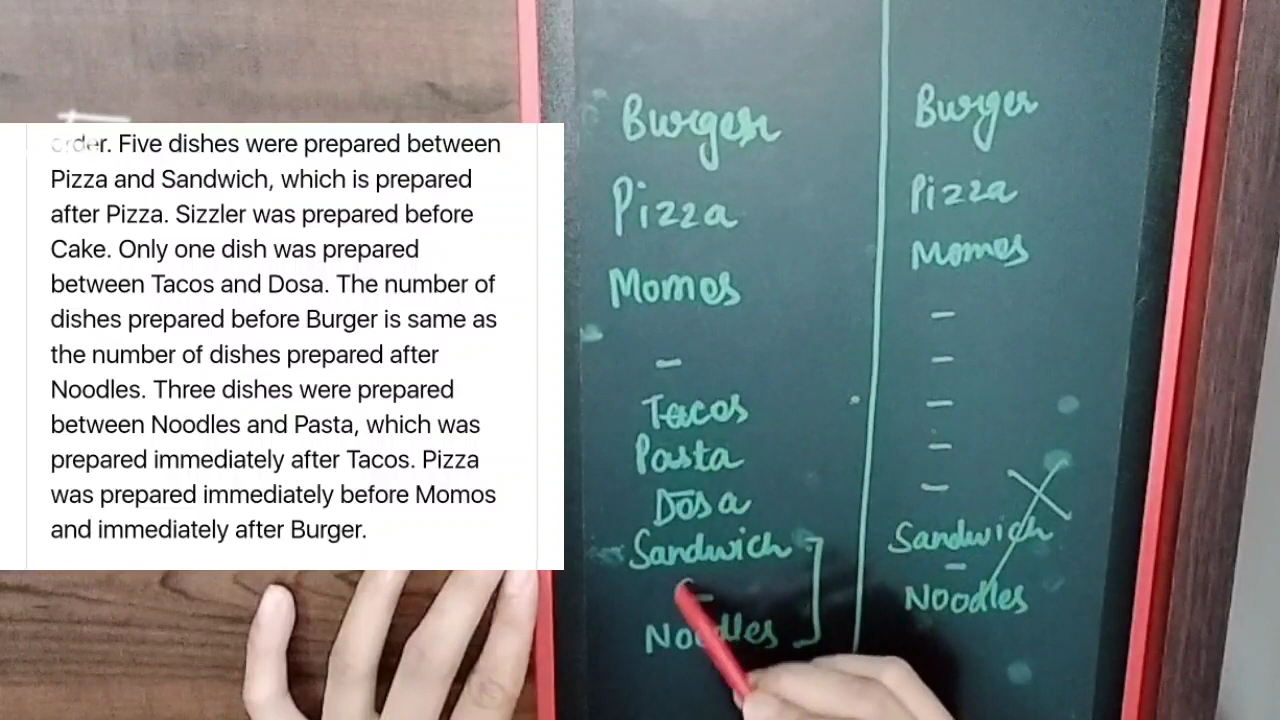 order. Five dishes were prepared between
Pizza and Sandwich, which is prepared
after Pizza. Sizzler was prepared before
Cake. Only one dish was prepared
between Tacos and Dosa. The number of
dishes prepared before Burger is same as
the number of dishes prepared after
Noodles. Three dishes were prepared
between Noodles and Pasta, which was
prepared immediately after Tacos. Pizza
was prepared immediately before Momos
and immediately after Burger.
Burger
Pizza
Momos
-
Tacos
Pasta
Dosa
Sandwich
-
Noodles
Burger
Pizza
Momos
-
-
-
-
-
Sandwich
-
Noodles